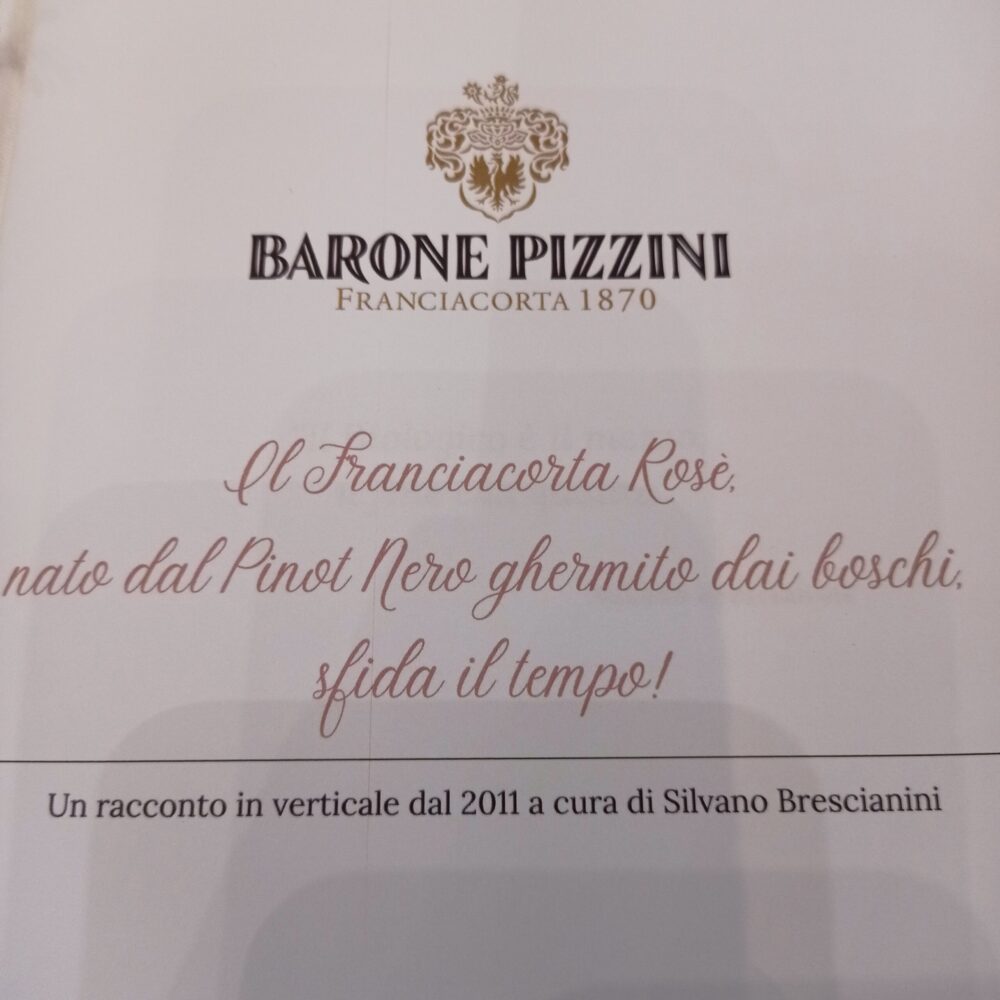 BARONE PIZZINI
FRANCIACORTA 1870
Il Franciacorta Rosè,
nato dal Pinot Nero ghermito dai boschi,
sfida il tempo!
Un racconto in verticale dal 2011 a cura di Silvano Brescianini